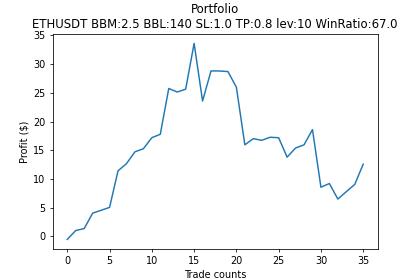 Portfolio
ETHUSDT BBM:2.5 BBL:140 SL:1.0 TP:0.8 lev:10 WinRatio:67.0
35
30
25
20
15
10
5
0
Profit ($)
0 5 10 15 20 25 30 35
Trade counts